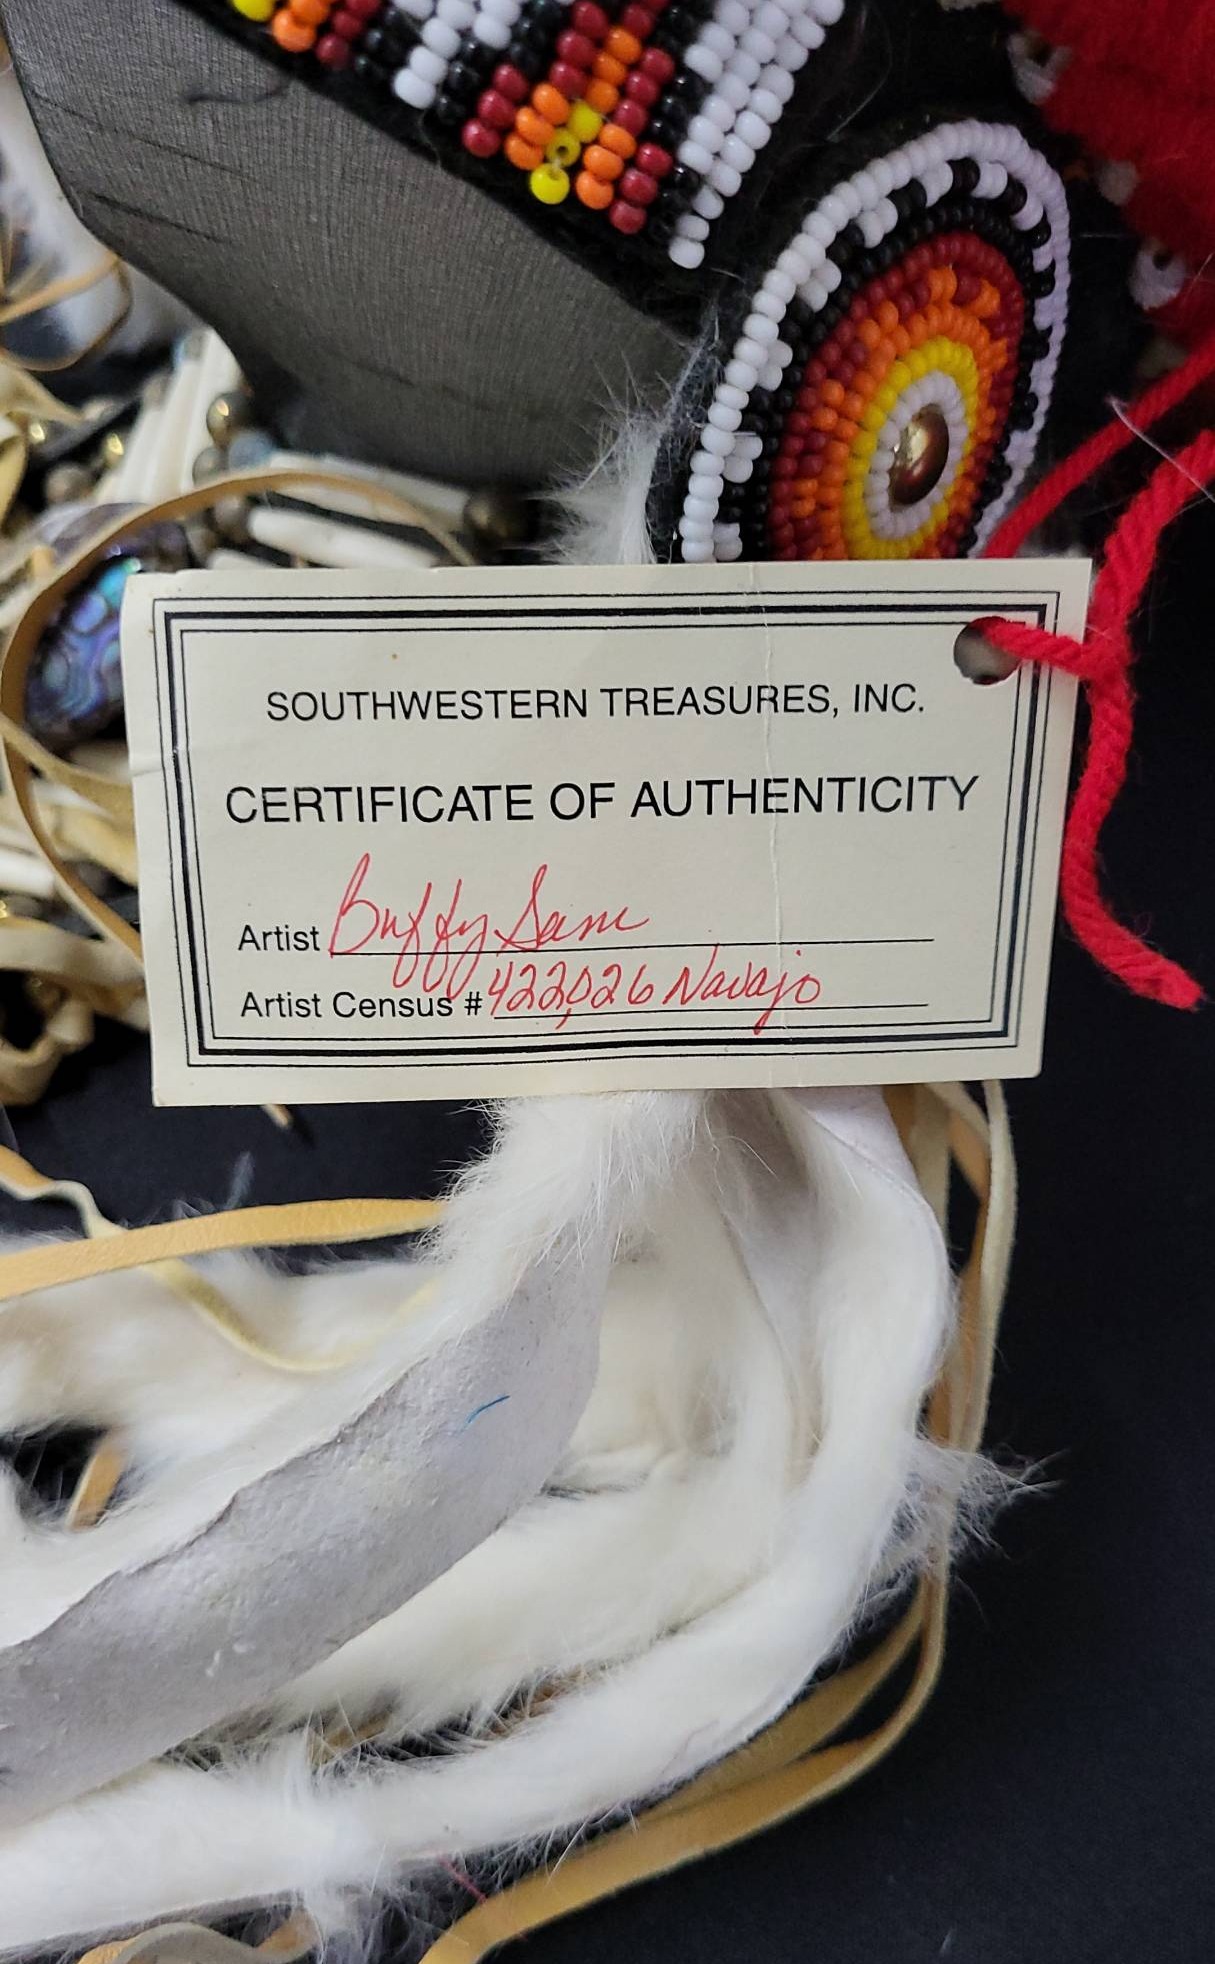 SOUTHWESTERN TREASURES, INC.
CERTIFICATE OF AUTHENTICITY
Artist Buffy Sam
Artist Census # 422,026 Navajo